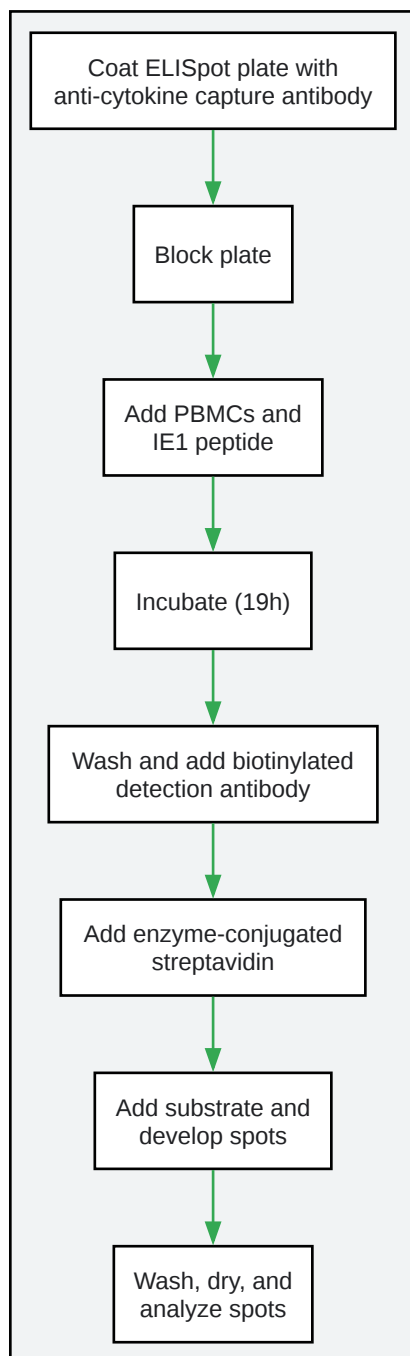 Coat ELISpot plate with
anti-cytokine capture antibody
Block plate
Add PBMCs and
IE1 peptide
Incubate (19h)
Wash and add biotinylated
detection antibody
Add enzyme-conjugated
streptavidin
Add substrate and
develop spots
Wash, dry, and
analyze spots